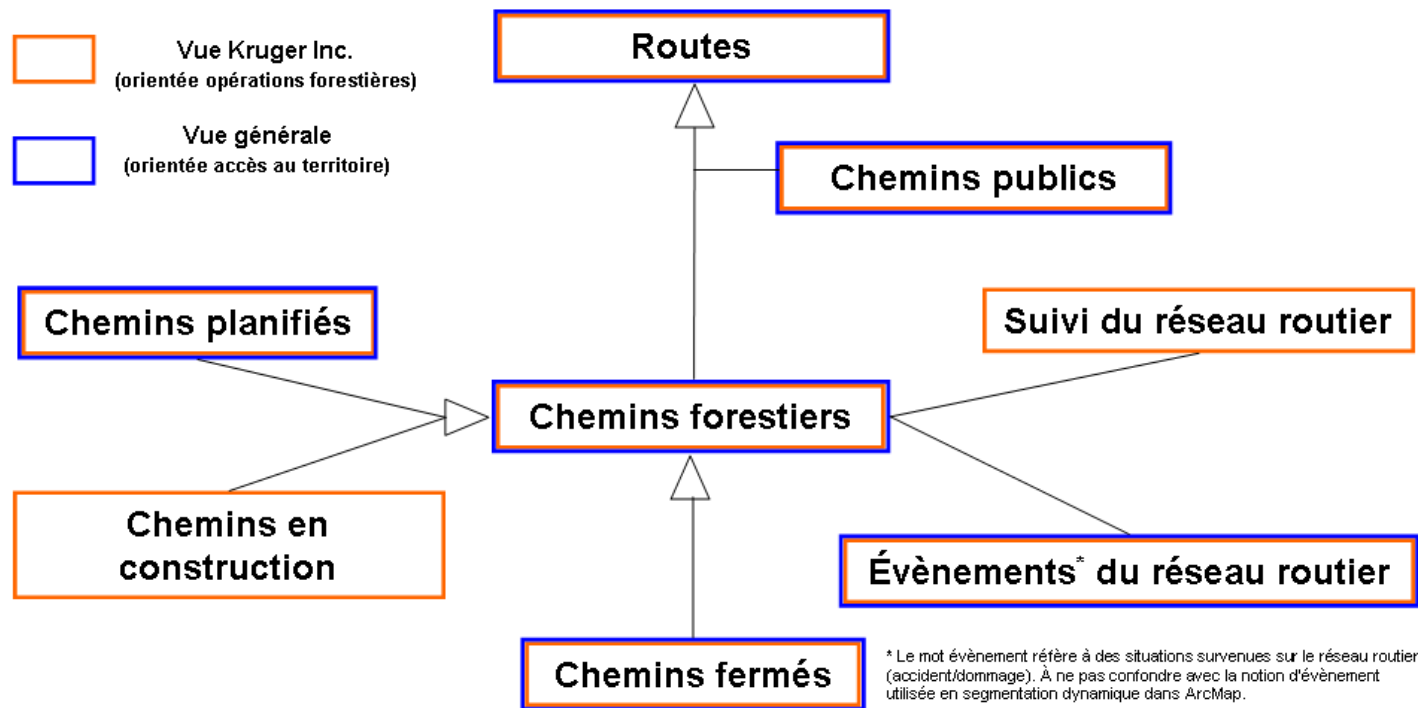 Vue Kruger Inc.
(orientée opérations forestières)
Vue générale
(orientée accès au territoire)
Routes
Chemins publics
Chemins planifiés
Suivi du réseau routier
Chemins forestiers
Chemins en
construction
Évènements* du réseau routier
Chemins fermés
* Le mot évènement réfère à des situations survenues sur le réseau routier
(accident/dommage). À ne pas confondre avec la notion d'évènement
utilisée en segmentation dynamique dans ArcMap.